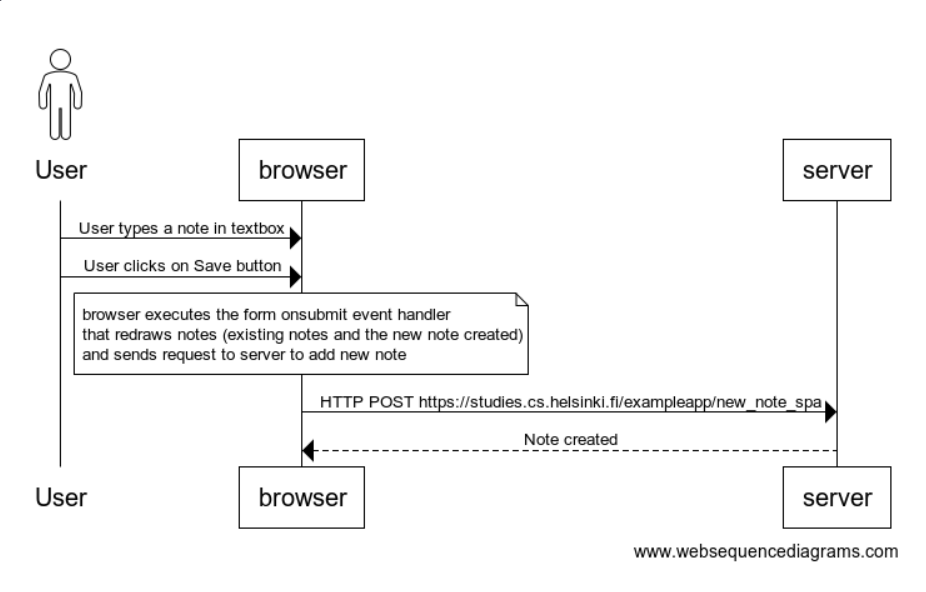 User
browser
server
User types a note in textbox
User clicks on Save button
browser executes the form onsubmit event handler
that redraws notes (existing notes and the new note created)
and sends request to server to add new note
HTTP POST https://studies.cs.helsinki.fi/exampleapp/new_note_spa
Note created
User
browser
server
www.websequencediagrams.com